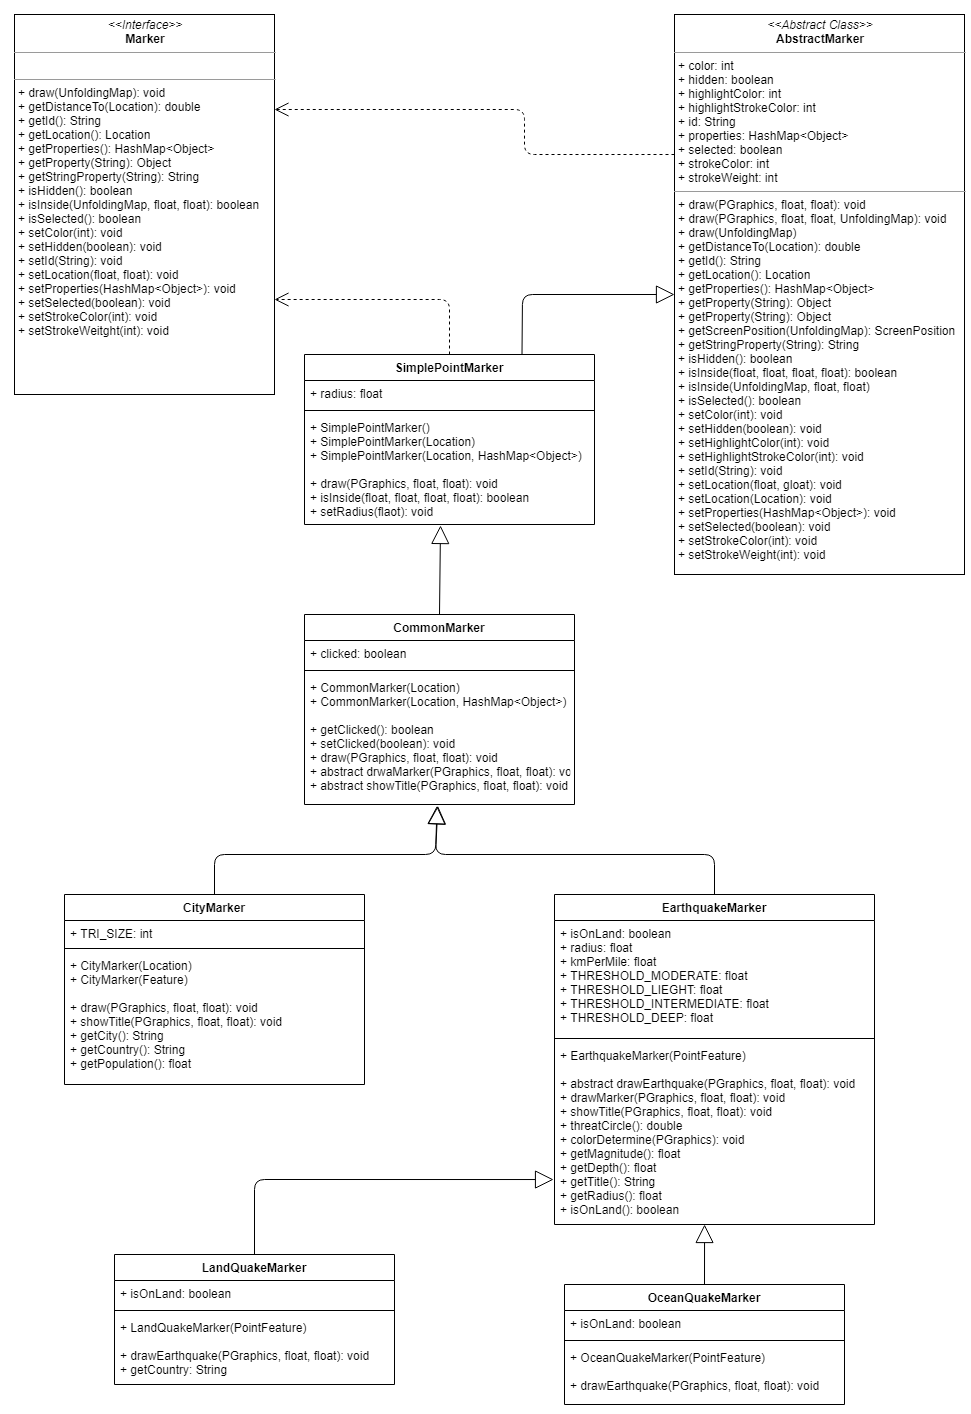 <<Interface>>
Marker
+ draw(UnfoldingMap): void
+ getDistanceTo(Location): double
+ getId(): String
+ getLocation(): Location
+ getProperties(): HashMap<Object>
+ getProperty(String): Object
+ getStringProperty(String): String
+ isHidden(): boolean
+ isInside(UnfoldingMap, float, float): boolean
+ isSelected(): boolean
+ setColor(int): void
+ setHidden(boolean): void
+ setId(String): void
+ setLocation(float, float): void
+ setProperties(HashMap<Object>): void
+ setSelected(boolean): void
+ setStrokeColor(int): void
+ setStrokeWeitght(int): void
<<Abstract Class>>
AbstractMarker
+ color: int
+ hidden: boolean
+ highlightColor: int
+ highlightStrokeColor: int
+ id: String
+ properties: HashMap<Object>
+ selected: boolean
+ strokeColor: int
+ strokeWeight: int
+ draw(PGraphics, float, float): void
+ draw(PGraphics, float, float, UnfoldingMap): void
+ draw(UnfoldingMap)
+ getDistanceTo(Location): double
+ getId(): String
+ getLocation(): Location
+ getProperties(): HashMap<Object>
+ getProperty(String): Object
+ getProperty(String): Object
+ getScreenPosition(UnfoldingMap): ScreenPosition
+ getStringProperty(String): String
+ isHidden(): boolean
+ isInside(float, float, float, float): boolean
+ isInside(UnfoldingMap, float, float)
+ isSelected(): boolean
+ setColor(int): void
+ setHidden(boolean): void
+ setHighlightColor(int): void
+ setHighlightStrokeColor(int): void
+ setId(String): void
+ setLocation(float, gloat): void
+ setLocation(Location): void
+ setProperties(HashMap<Object>): void
+ setSelected(boolean): void
+ setStrokeColor(int): void
+ setStrokeWeight(int): void
SimplePointMarker
+ radius: float
+ SimplePointMarker()
+ SimplePointMarker(Location)
+ SimplePointMarker(Location, HashMap<Object>)
+ draw(PGraphics, float, float): void
+ isInside(float, float, float, float): boolean
+ setRadius(flaot): void
CommonMarker
+ clicked: boolean
+ CommonMarker(Location)
+ CommonMarker(Location, HashMap<Object>)
+ getClicked(): boolean
+ setClicked(boolean): void
+ draw(PGraphics, float, float): void
+ abstract drwaMarker(PGraphics, float, float): vo
+ abstract showTitle(PGraphics, float, float): void
CityMarker
+ TRI_SIZE: int
+ CityMarker(Location)
+ CityMarker(Feature)
+ draw(PGraphics, float, float): void
+ showTitle(PGraphics, float, float): void
+ getCity(): String
+ getCountry(): String
+ getPopulation(): float
EarthquakeMarker
+ isOnLand: boolean
+ radius: float
+ kmPerMile: float
+ THRESHOLD_MODERATE: float
+ THRESHOLD_LIEGHT: float
+ THRESHOLD_INTERMEDIATE: float
+ THRESHOLD_DEEP: float
+ EarthquakeMarker(PointFeature)
+ abstract drawEarthquake(PGraphics, float, float): void
+ drawMarker(PGraphics, float, float): void
+ showTitle(PGraphics, float, float): void
+ threatCircle(): double
+ colorDetermine(PGraphics): void
+ getMagnitude(): float
+ getDepth(): float
+ getTitle(): String
+ getRadius(): float
+ isOnLand(): boolean
LandQuakeMarker
+ isOnLand: boolean
+ LandQuakeMarker(PointFeature)
+ drawEarthquake(PGraphics, float, float): void
+ getCountry: String
OceanQuakeMarker
+ isOnLand: boolean
+ OceanQuakeMarker(PointFeature)
+ drawEarthquake(PGraphics, float, float): void